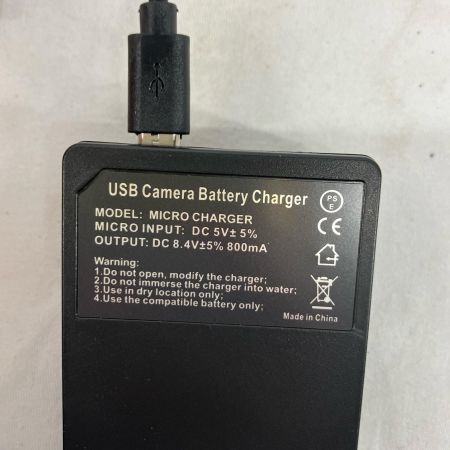 USB Camera Battery Charger
PS
E
MODEL: MICRO CHARGER
MICRO INPUT: DC 5V± 5%
OUTPUT: DC 8.4V±5% 800mA
CE
Warning:
1.Do not open, modify the charger;
2.Do not immerse the charger into water;
3.Use in dry location only;
4.Use the compatible battery only;
Made in China